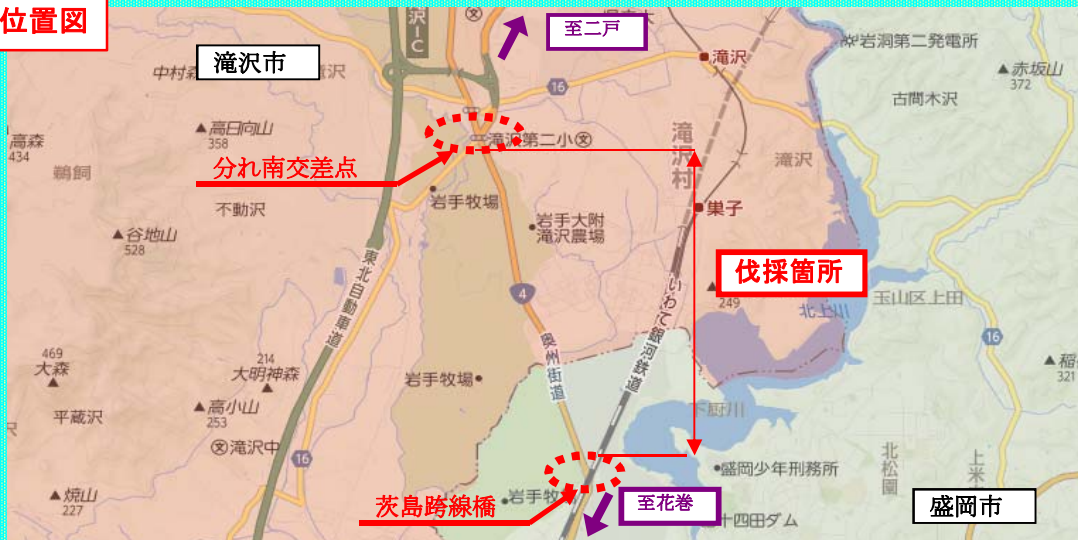 位置図
滝沢市
至二戸
滝沢
岩洞第二発電所
赤坂山
372
古間木沢
16
高日向山
358
高森
434
鵜飼
滝沢第二小
分れ南交差点
滝沢村
滝沢
岩手牧場
不動沢
巣子
岩手大附
滝沢農場
谷地山
528
東北自動車道
伐採箇所
249
4
いわて銀河鉄道
玉山区上田
北上川
16
奥州街道
469
大森
214
大明神森
岩手牧場
321
平蔵沢
高小山
253
下厨川
滝沢中
16
盛岡少年刑務所
北松園
焼山
227
茨島跨線橋
至花巻
盛岡市
十四田ダム